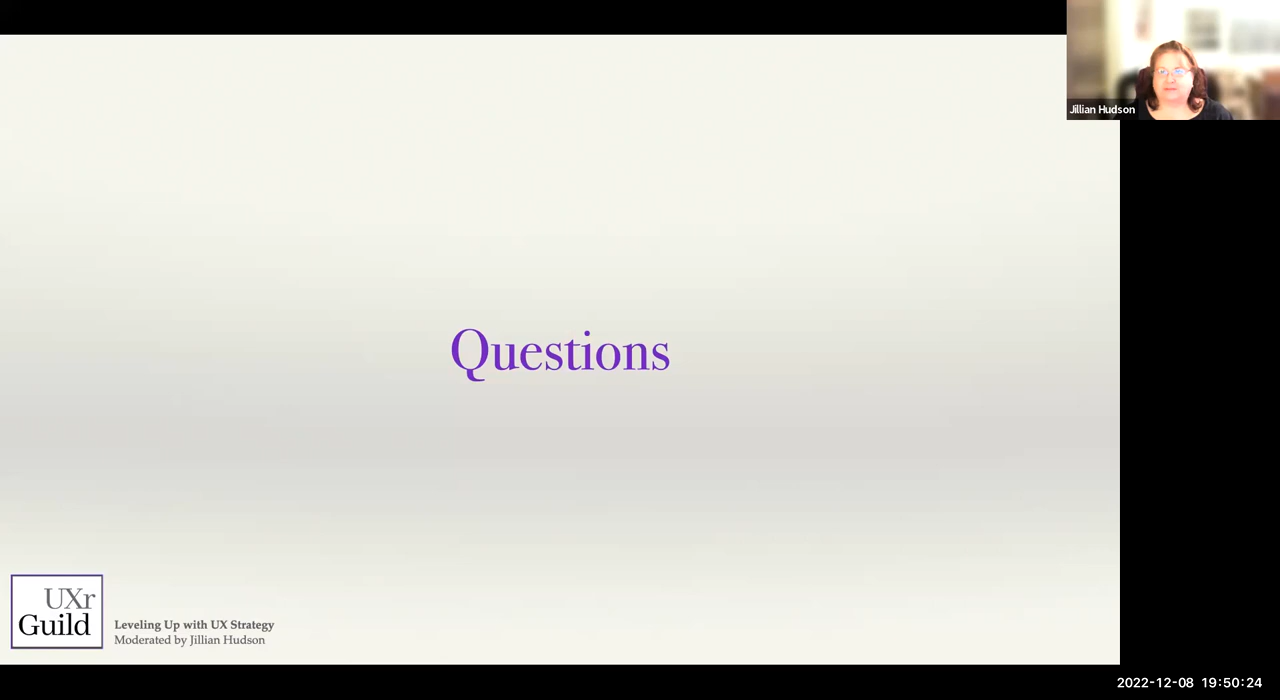 Jillian Hudson
Questions
UXr
Guild
Leveling Up with UX Strategy
Moderated by Jillian Hudson
2022-12-08 19:50:24